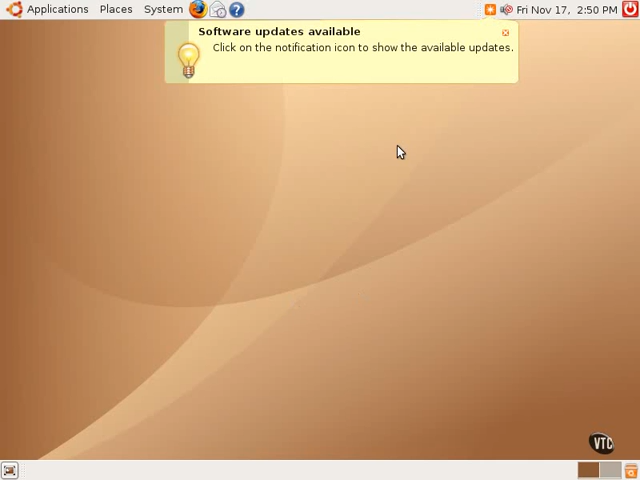 Applications Places System Fri Nov 17, 2:50 PM
Software updates available
Click on the notification icon to show the available updates.
VTC